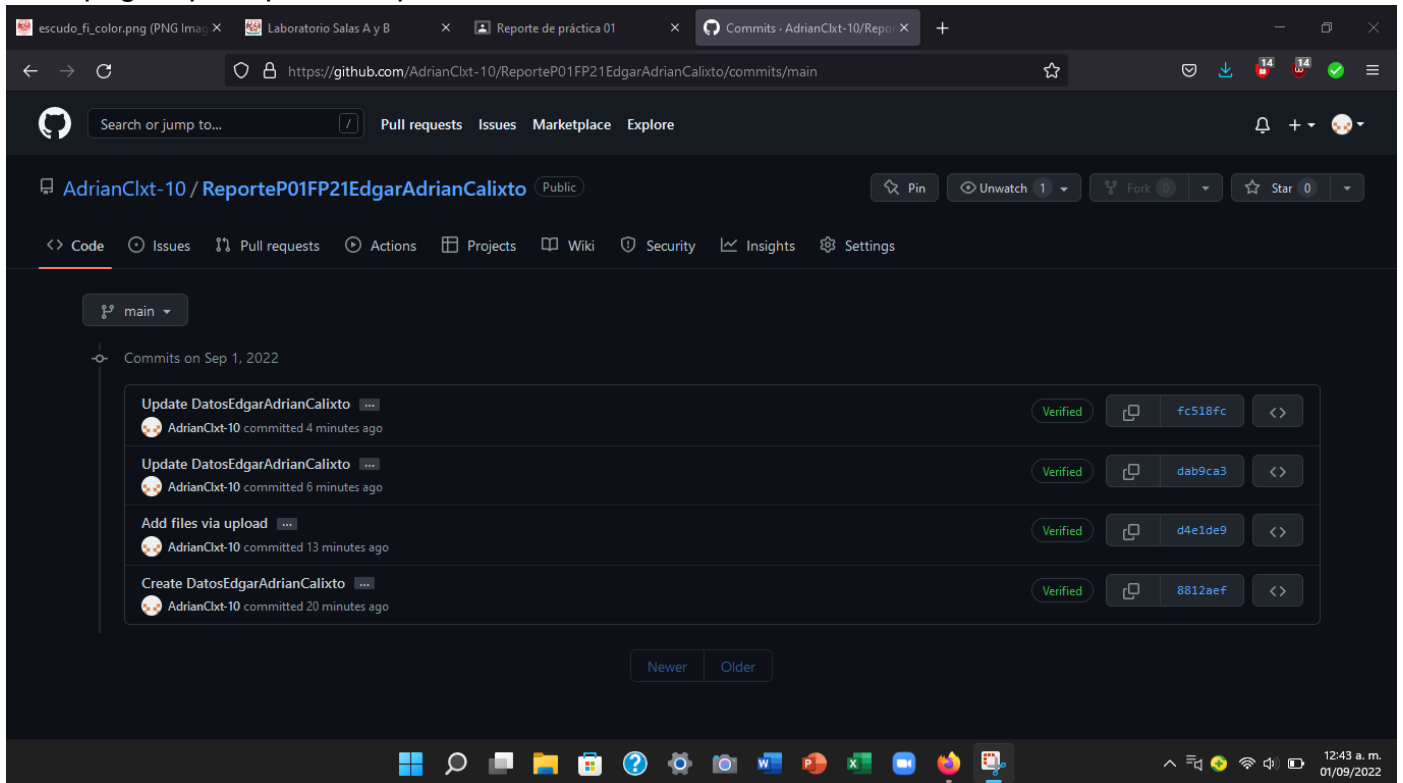 escudo_fi_color.png (PNG Imag
Laboratorio Salas A y B
Reporte de práctica 01
Commits · AdrianClxt-10/Repor
14
14
https://github.com/AdrianClxt-10/ReporteP01FP21EdgarAdrianCalixto/commits/main
Search or jump to...
/
Pull requests Issues Marketplace Explore
AdrianClxt-10 / ReporteP01FP21EdgarAdrianCalixto Public
Pin
Unwatch 1
Fork 0
Star 0
Code Issues Pull requests Actions Projects Wiki Security Insights Settings
main
Commits on Sep 1, 2022
Update DatosEdgarAdrianCalixto ...
AdrianClxt-10 committed 4 minutes ago
Verified fc518fc
Update DatosEdgarAdrianCalixto ...
AdrianClxt-10 committed 6 minutes ago
Verified dab9ca3
Add files via upload ...
AdrianClxt-10 committed 13 minutes ago
Verified d4e1de9
Create DatosEdgarAdrianCalixto ...
AdrianClxt-10 committed 20 minutes ago
Verified 8812aef
Newer Older
12:43 a. m.
01/09/2022